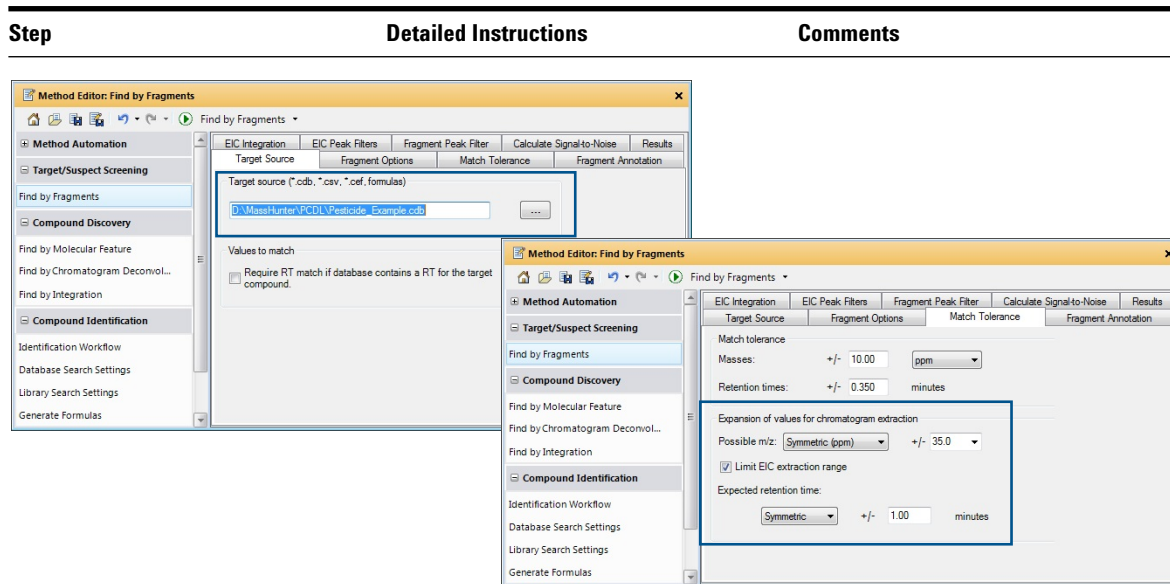 Step Detailed Instructions Comments
Method Editor: Find by Fragments x
Find by Fragments
Method Automation
Target/Suspect Screening
Find by Fragments
Compound Discovery
Find by Molecular Feature
Find by Chromatogram Deconvol...
Find by Integration
Compound Identification
Identification Workflow
Database Search Settings
Library Search Settings
Generate Formulas
EIC Integration EIC Peak Filters Fragment Peak Filter Calculate Signal-to-Noise Results
Target Source Fragment Options Match Tolerance Fragment Annotation
Target source (*.cdb, *.csv, *.cef, formulas)
D:\MassHunter\PCDL\Pesticide_Example.cdb ...
Values to match
Require RT match if database contains a RT for the target
compound.
Method Editor: Find by Fragments x
Find by Fragments
Method Automation
Target/Suspect Screening
Find by Fragments
Compound Discovery
Find by Molecular Feature
Find by Chromatogram Deconvol...
Find by Integration
Compound Identification
Identification Workflow
Database Search Settings
Library Search Settings
Generate Formulas
EIC Integration EIC Peak Filters Fragment Peak Filter Calculate Signal-to-Noise Results
Target Source Fragment Options Match Tolerance Fragment Annotation
Match tolerance
Masses: +/- 10.00 ppm
Retention times: +/- 0.350 minutes
Expansion of values for chromatogram extraction
Possible m/z: Symmetric (ppm) +/- 35.0
Limit EIC extraction range
Expected retention time:
Symmetric +/- 1.00 minutes